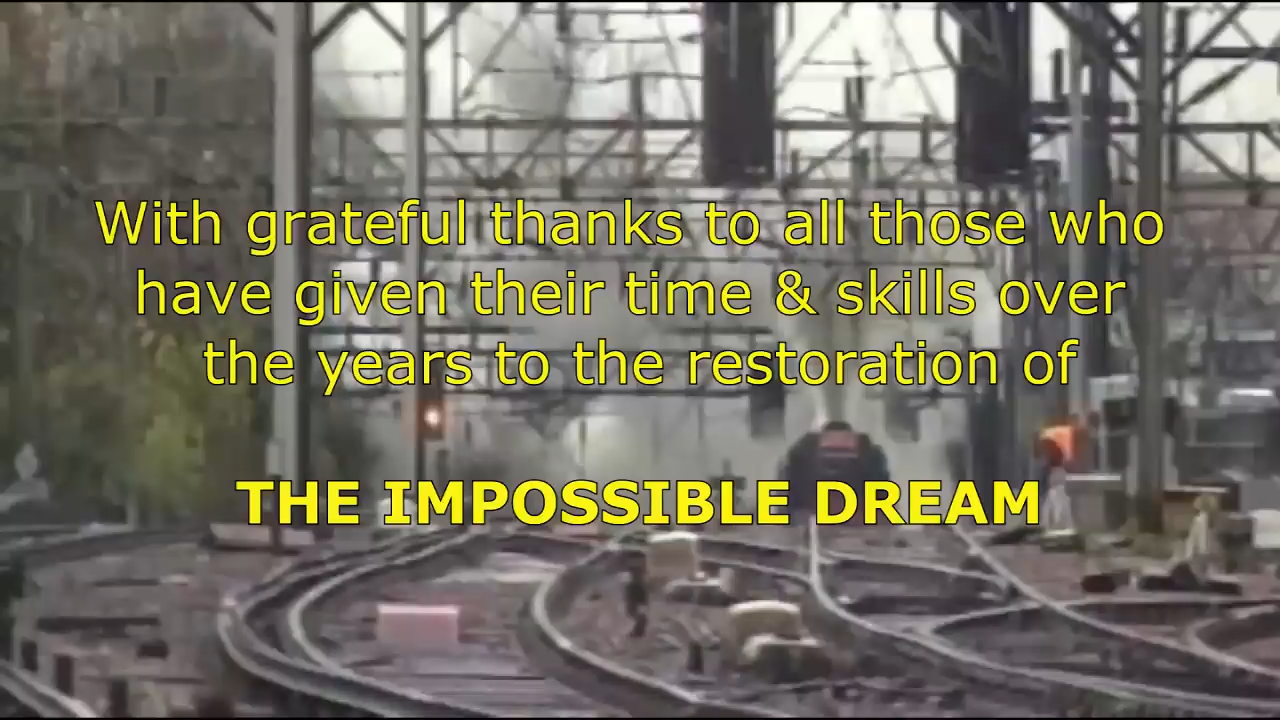 With grateful thanks to all those who
have given their time & skills over
the years to the restoration of
THE IMPOSSIBLE DREAM